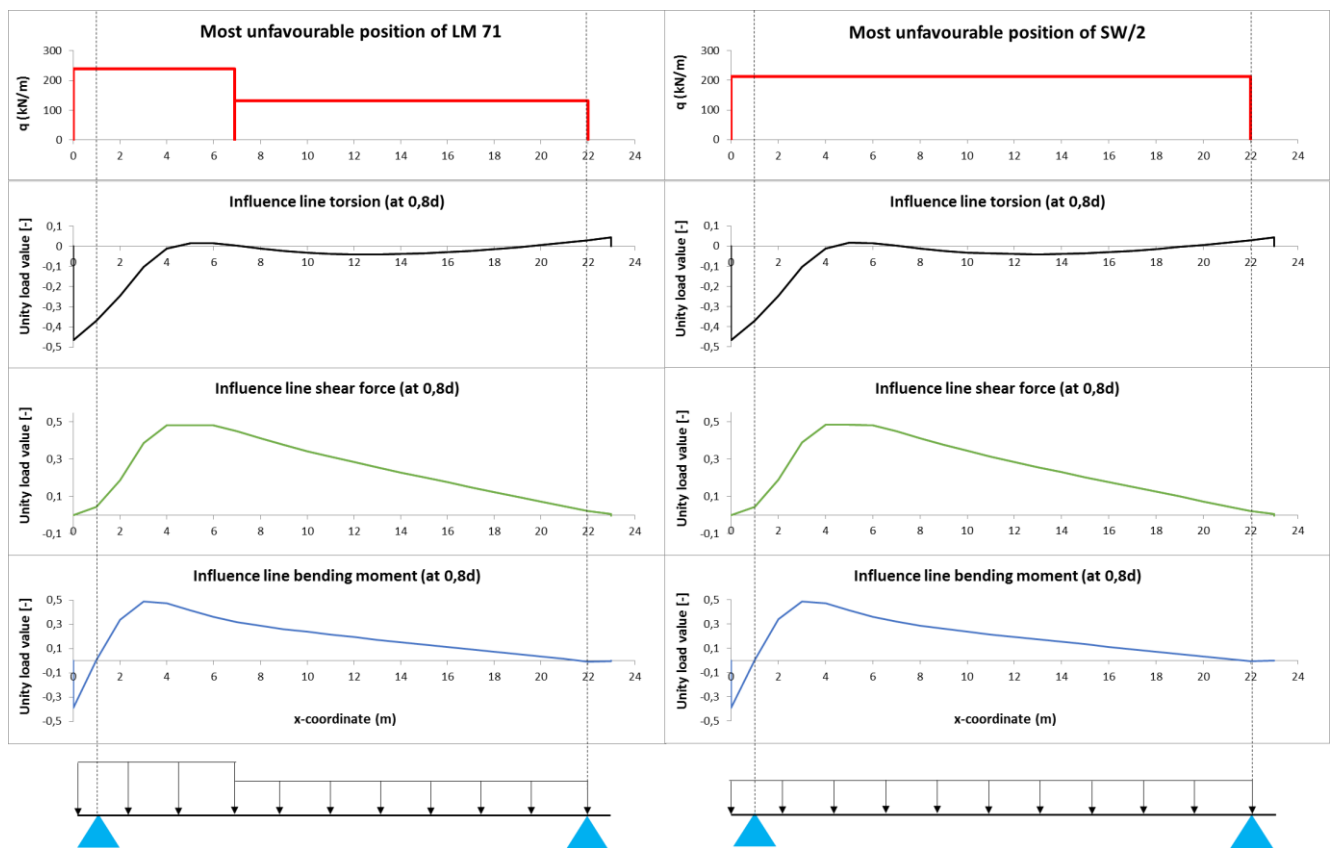 Most unfavourable position of LM 71
q (kN/m)
300
200
100
0
0 2 4 6 8 10 12 14 16 18 20 22 24
Influence line torsion (at 0,8d)
Unity load value [-]
0,1
0
-0,1
-0,2
-0,3
-0,4
-0,5
0 2 4 6 8 10 12 14 16 18 20 22 24
Influence line shear force (at 0,8d)
Unity load value [-]
0,5
0,3
0,1
-0,1
0 2 4 6 8 10 12 14 16 18 20 22 24
Influence line bending moment (at 0,8d)
Unity load value [-]
0,5
0,3
0,1
-0,1
-0,3
-0,5
0 2 4 6 8 10 12 14 16 18 20 22 24
x-coordinate (m)
Most unfavourable position of SW/2
q (kN/m)
300
200
100
0
0 2 4 6 8 10 12 14 16 18 20 22 24
Influence line torsion (at 0,8d)
Unity load value [-]
0,1
0
-0,1
-0,2
-0,3
-0,4
-0,5
0 2 4 6 8 10 12 14 16 18 20 22 24
Influence line shear force (at 0,8d)
Unity load value [-]
0,5
0,3
0,1
-0,1
0 2 4 6 8 10 12 14 16 18 20 22 24
Influence line bending moment (at 0,8d)
Unity load value [-]
0,5
0,3
0,1
-0,1
-0,3
-0,5
0 2 4 6 8 10 12 14 16 18 20 22 24
x-coordinate (m)